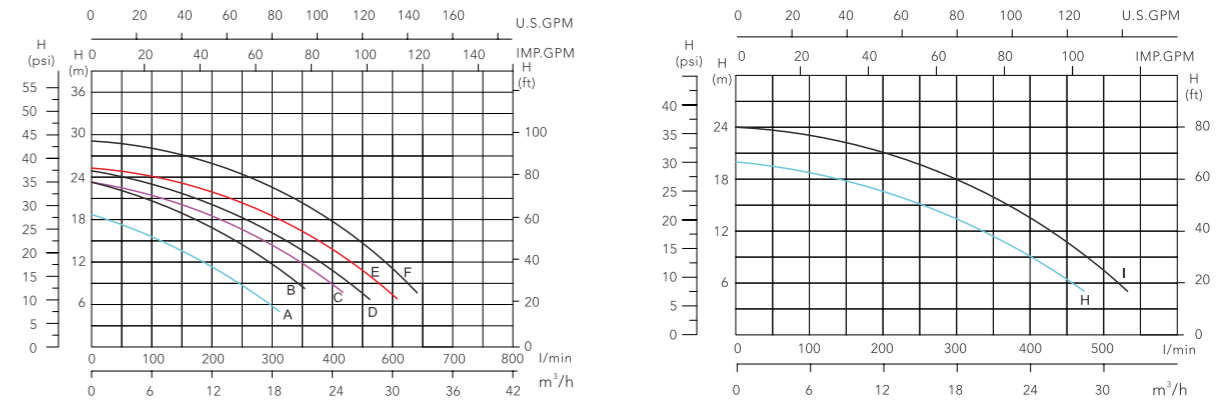 0 20 40 60 80 100 120 140 160 U.S.GPM
0 20 40 60 80 100 120 140 IMP.GPM
H (psi)
H (m)
H (ft)
55
50
45
40
35
30
25
20
15
10
5
0
36
30
24
18
12
6
100
80
60
40
20
0
A
B
C
D
E
F
0 100 200 300 400 500 600 700 800 l/min
0 6 12 18 24 30 36 42 m³/h
0 20 40 60 80 100 120 U.S.GPM
0 20 40 60 80 100 IMP.GPM
H (psi)
H (m)
H (ft)
40
35
30
25
20
15
10
5
0
24
18
12
6
80
60
40
20
0
H
I
0 100 200 300 400 500 l/min
0 6 12 18 24 30 m³/h